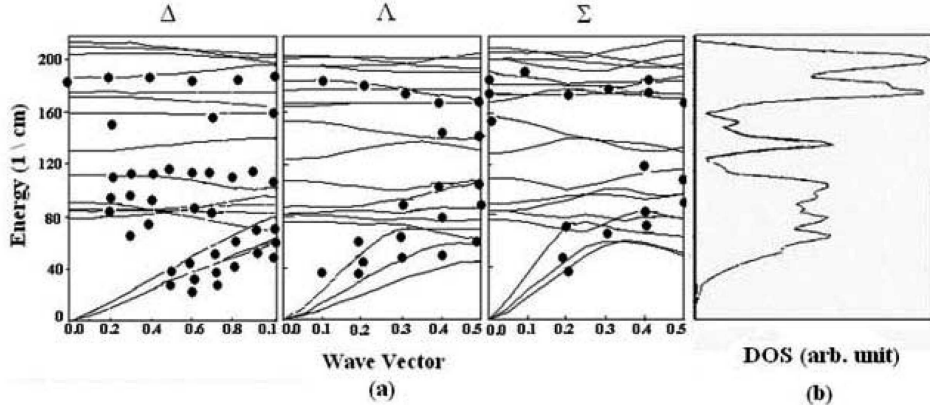 Δ Λ Σ
Energy (1 \ cm)
200
160
120
80
40
0
0.0 0.2 0.4 0.6 0.8 0.1 0.0 0.1 0.2 0.3 0.4 0.5 0.0 0.1 0.2 0.3 0.4 0.5
Wave Vector DOS (arb. unit)
(a) (b)